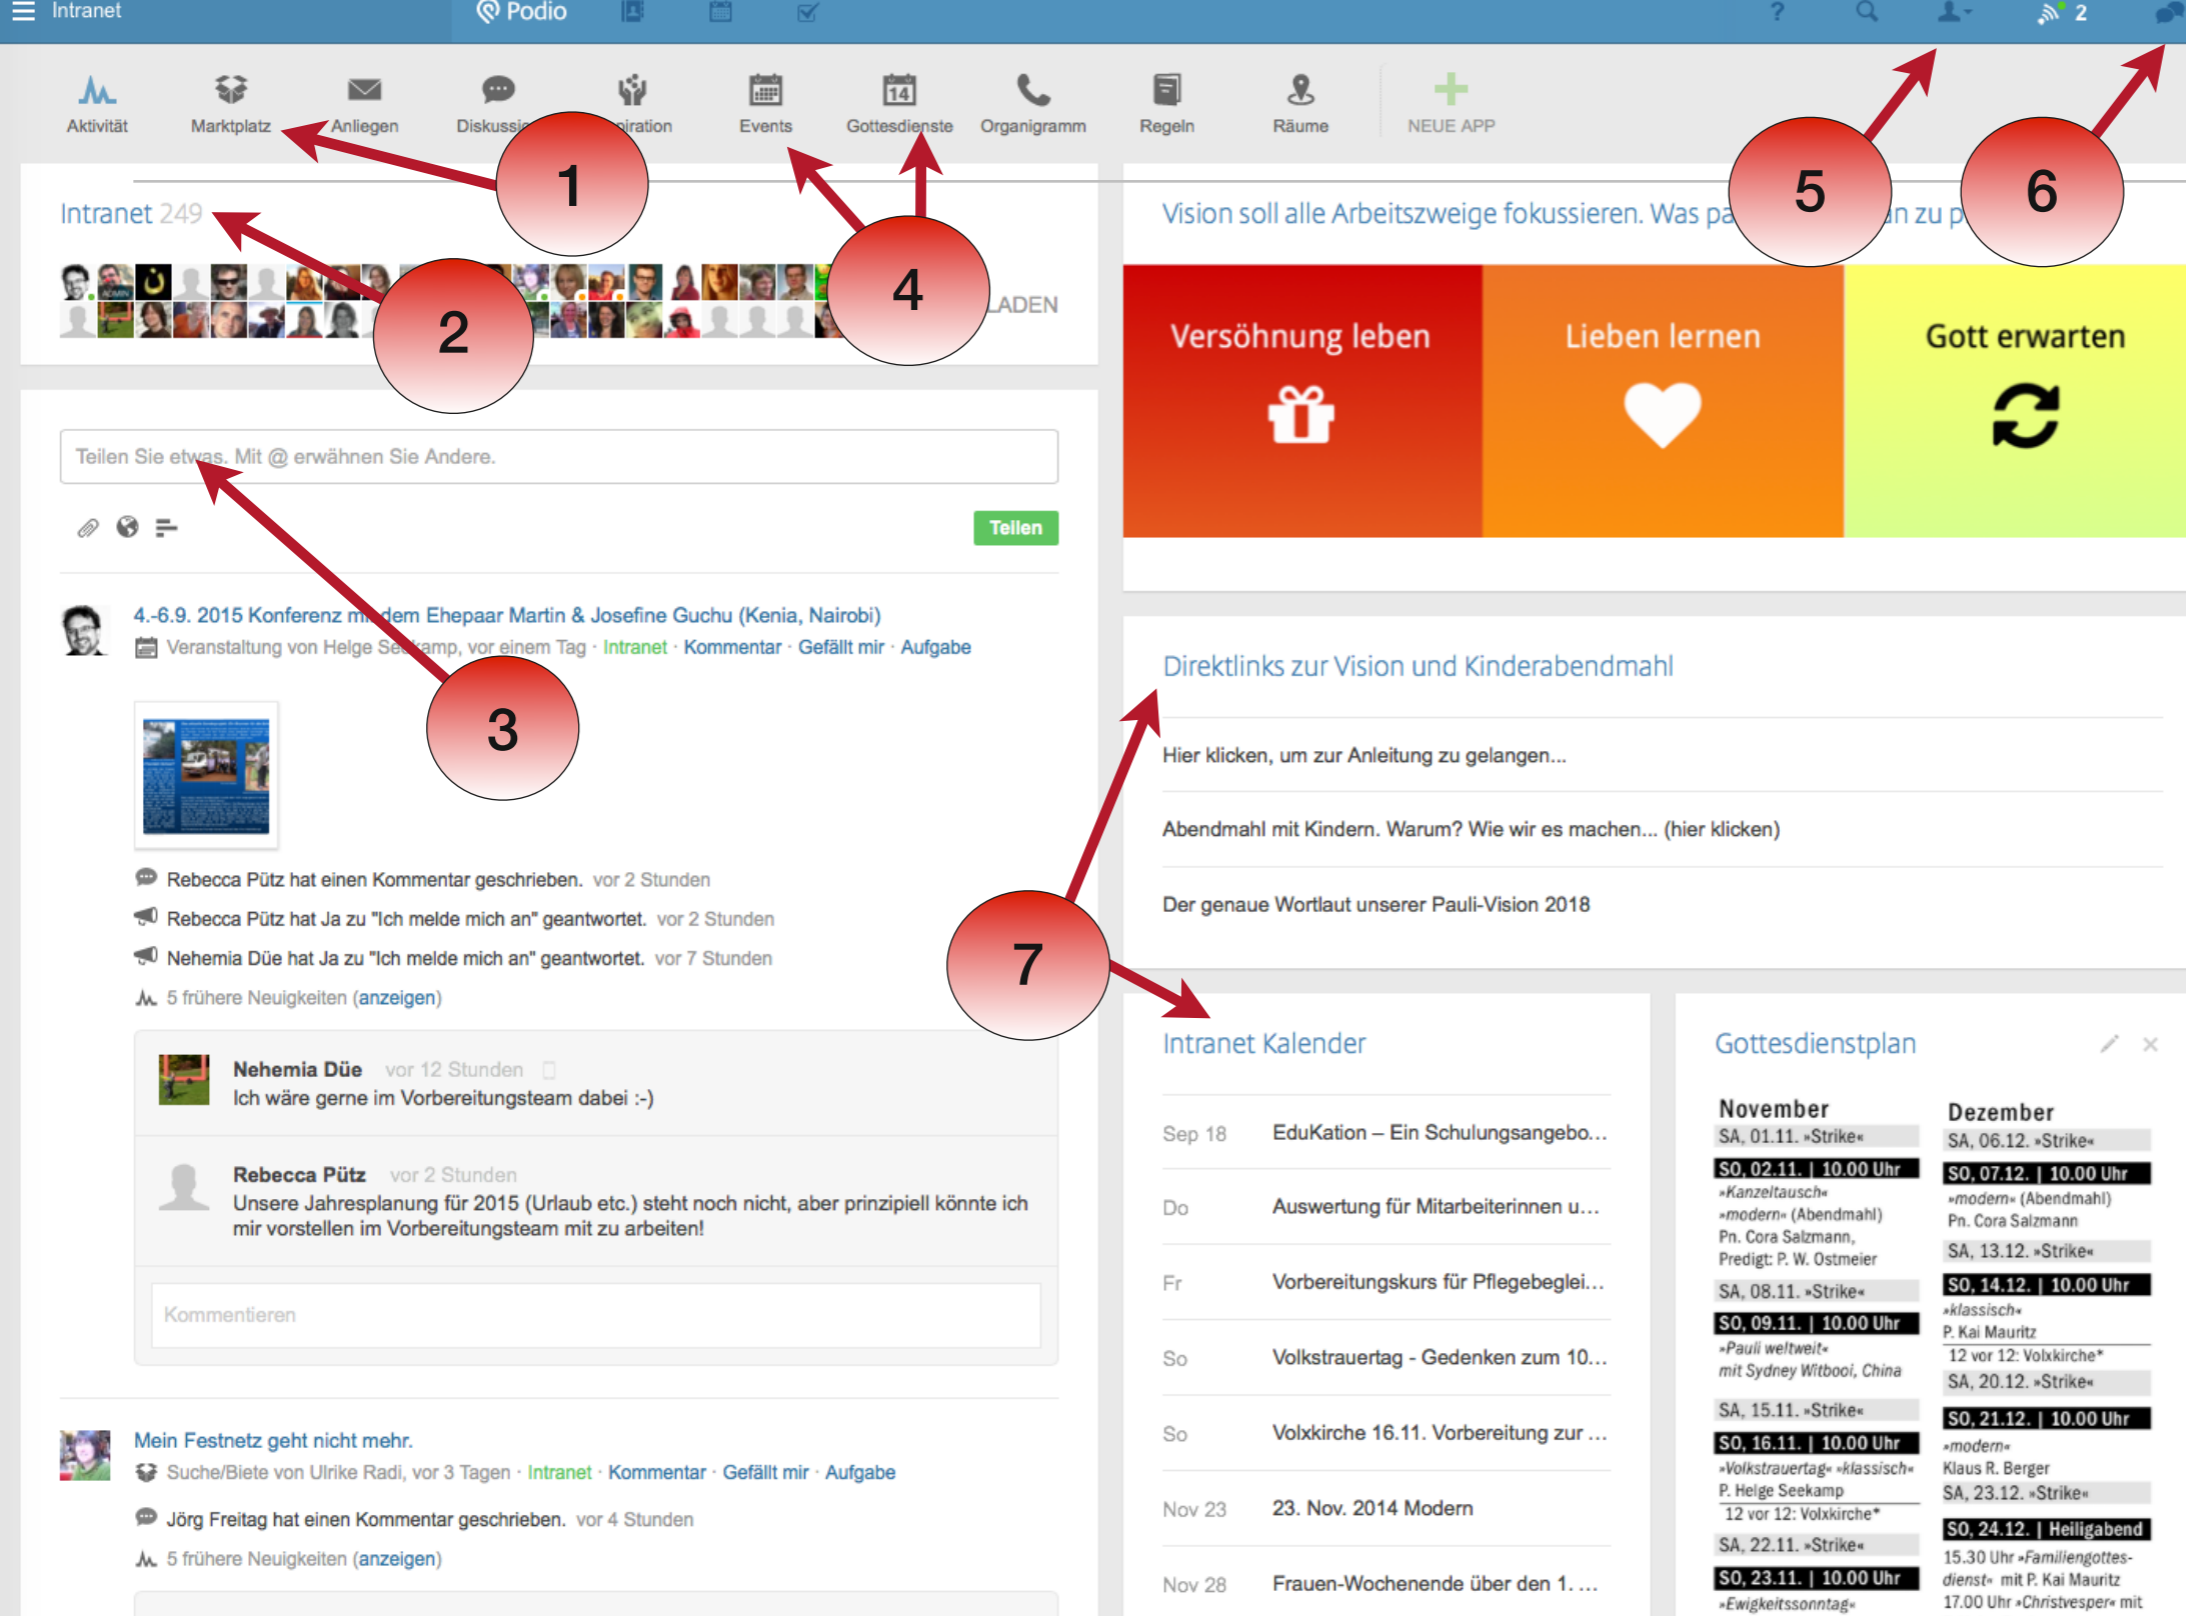 Intranet
Podio
? 2
Aktivität
Marktplatz
Anliegen
Events
Gottesdienste
Organigramm
Regeln
Räume
NEUE APP
1
2
4
5
6
Intranet 249
ADMIN
LADEN
Vision soll alle Arbeitszweige fokussieren. Was
Versöhnung leben
Lieben lernen
Gott erwarten
Teilen Sie etwas. Mit @ erwähnen Sie Andere.
Teilen
4.-6.9. 2015 Konferenz mit dem Ehepaar Martin & Josefine Guchu (Kenia, Nairobi)
Veranstaltung von Helge Seekamp, vor einem Tag · Intranet · Kommentar · Gefällt mir · Aufgabe
3
Rebecca Pütz hat einen Kommentar geschrieben. vor 2 Stunden
Rebecca Pütz hat Ja zu "Ich melde mich an" geantwortet. vor 2 Stunden
Nehemia Düe hat Ja zu "Ich melde mich an" geantwortet. vor 7 Stunden
5 frühere Neuigkeiten (anzeigen)
Nehemia Düe vor 12 Stunden
Ich wäre gerne im Vorbereitungsteam dabei :-)
Rebecca Pütz vor 2 Stunden
Unsere Jahresplanung für 2015 (Urlaub etc.) steht noch nicht, aber prinzipiell könnte ich
mir vorstellen im Vorbereitungsteam mit zu arbeiten!
Kommentieren
Mein Festnetz geht nicht mehr.
Suche/Biete von Ulrike Radi, vor 3 Tagen · Intranet · Kommentar · Gefällt mir · Aufgabe
Jörg Freitag hat einen Kommentar geschrieben. vor 4 Stunden
5 frühere Neuigkeiten (anzeigen)
Direktlinks zur Vision und Kinderabendmahl
Hier klicken, um zur Anleitung zu gelangen...
Abendmahl mit Kindern. Warum? Wie wir es machen... (hier klicken)
Der genaue Wortlaut unserer Pauli-Vision 2018
7
Intranet Kalender
Sep 18 EduKation – Ein Schulungsangebo...
Do Auswertung für Mitarbeiterinnen u...
Fr Vorbereitungskurs für Pflegebeglei...
So Volkstrauertag - Gedenken zum 10...
So Volxkirche 16.11. Vorbereitung zur ...
Nov 23 23. Nov. 2014 Modern
Nov 28 Frauen-Wochenende über den 1. ...
Gottesdienstplan
November
SA, 01.11. »Strike«
SO, 02.11. | 10.00 Uhr
»Kanzeltausch«
»modern« (Abendmahl)
Pn. Cora Salzmann,
Predigt: P. W. Ostmeier
SA, 08.11. »Strike«
SO, 09.11. | 10.00 Uhr
»Pauli weltweit«
mit Sydney Witbooi, China
SA, 15.11. »Strike«
SO, 16.11. | 10.00 Uhr
»Volkstrauertag« »klassisch«
P. Helge Seekamp
12 vor 12: Volxkirche*
SA, 22.11. »Strike«
SO, 23.11. | 10.00 Uhr
»Ewigkeitssonntag«
Dezember
SA, 06.12. »Strike«
SO, 07.12. | 10.00 Uhr
»modern« (Abendmahl)
Pn. Cora Salzmann
SA, 13.12. »Strike«
SO, 14.12. | 10.00 Uhr
»klassisch«
P. Kai Mauritz
12 vor 12: Volxkirche*
SA, 20.12. »Strike«
SO, 21.12. | 10.00 Uhr
»modern«
Klaus R. Berger
SA, 23.12. »Strike«
SO, 24.12. | Heiligabend
15.30 Uhr »Familiengottes-
dienst« mit P. Kai Mauritz
17.00 Uhr »Christvesper« mit